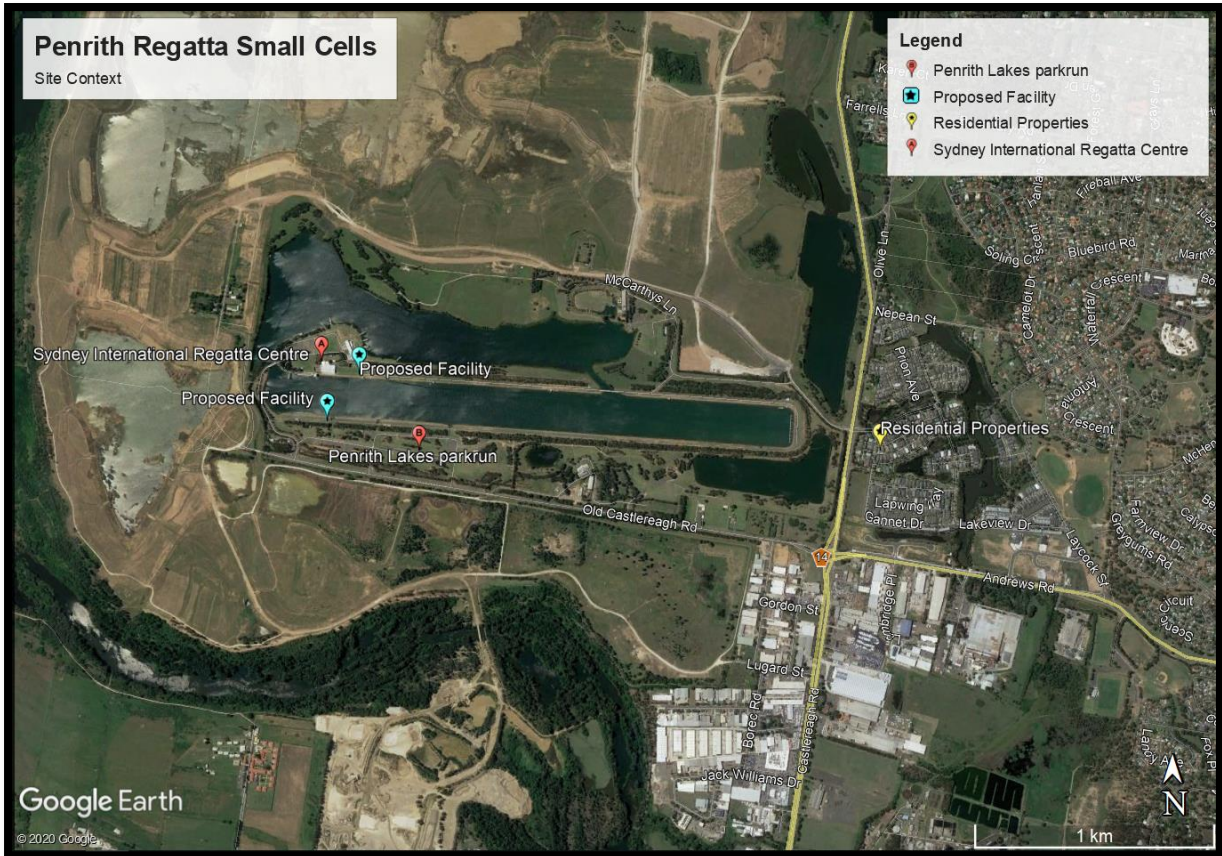 Penrith Regatta Small Cells
Site Context
Legend
Penrith Lakes parkrun
Proposed Facility
Residential Properties
A
Sydney International Regatta Centre
Farrells
Fireball Ave
Bluebird Rd
Soling Crescent
Crescent
Olive Ln
Camelot Dr
Waterfall
McCarthys Ln
Nepean St
Prion Ave
Antonia
Crescent
A
Sydney International Regatta Centre
Proposed Facility
Proposed Facility
B
Penrith Lakes parkrun
Residential Properties
Lapwing Way
Gannet Dr
Lakeview Dr
Old Castlereagh Rd
Laycock St
Fairview Dr
Greygums Rd
14
Andrews Rd
Gordon St
Circuit
Scenic
Lugard St
Borec Rd
Castlereagh Rd
Jack Williams Dr
Google Earth
© 2020 Google
N
1 km